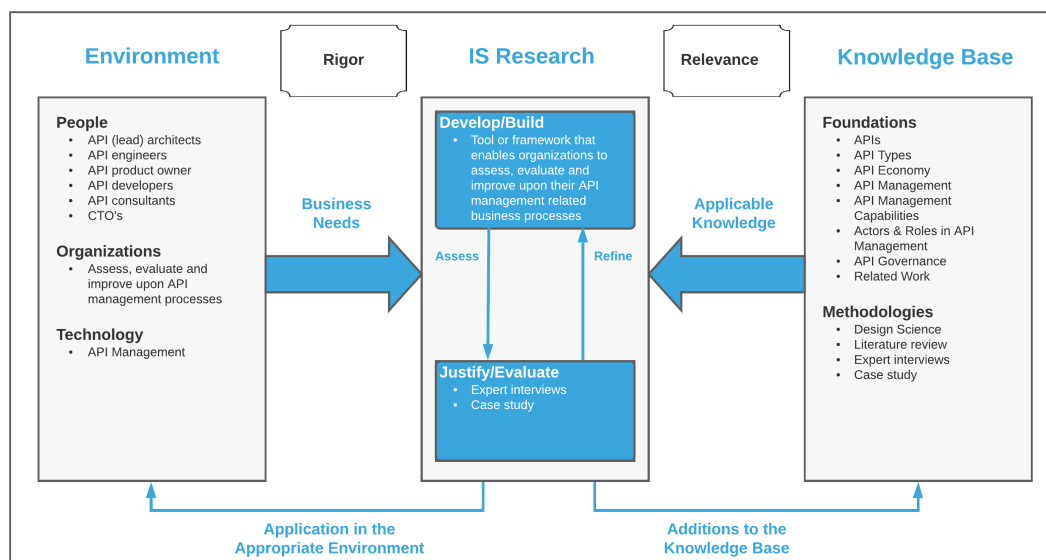 Environment
Rigor
IS Research
Relevance
Knowledge Base
People
• API (lead) architects
• API engineers
• API product owner
• API developers
• API consultants
• CTO's
Organizations
• Assess, evaluate and
improve upon API
management processes
Technology
• API Management
Business
Needs
Develop/Build
• Tool or framework that
enables organizations to
assess, evaluate and
improve upon their API
management related
business processes
Assess
Refine
Justify/Evaluate
• Expert interviews
• Case study
Applicable
Knowledge
Foundations
• APIs
• API Types
• API Economy
• API Management
• API Management
Capabilities
• Actors & Roles in API
Management
• API Governance
• Related Work
Methodologies
• Design Science
• Literature review
• Expert interviews
• Case study
Application in the
Appropriate Environment
Additions to the
Knowledge Base